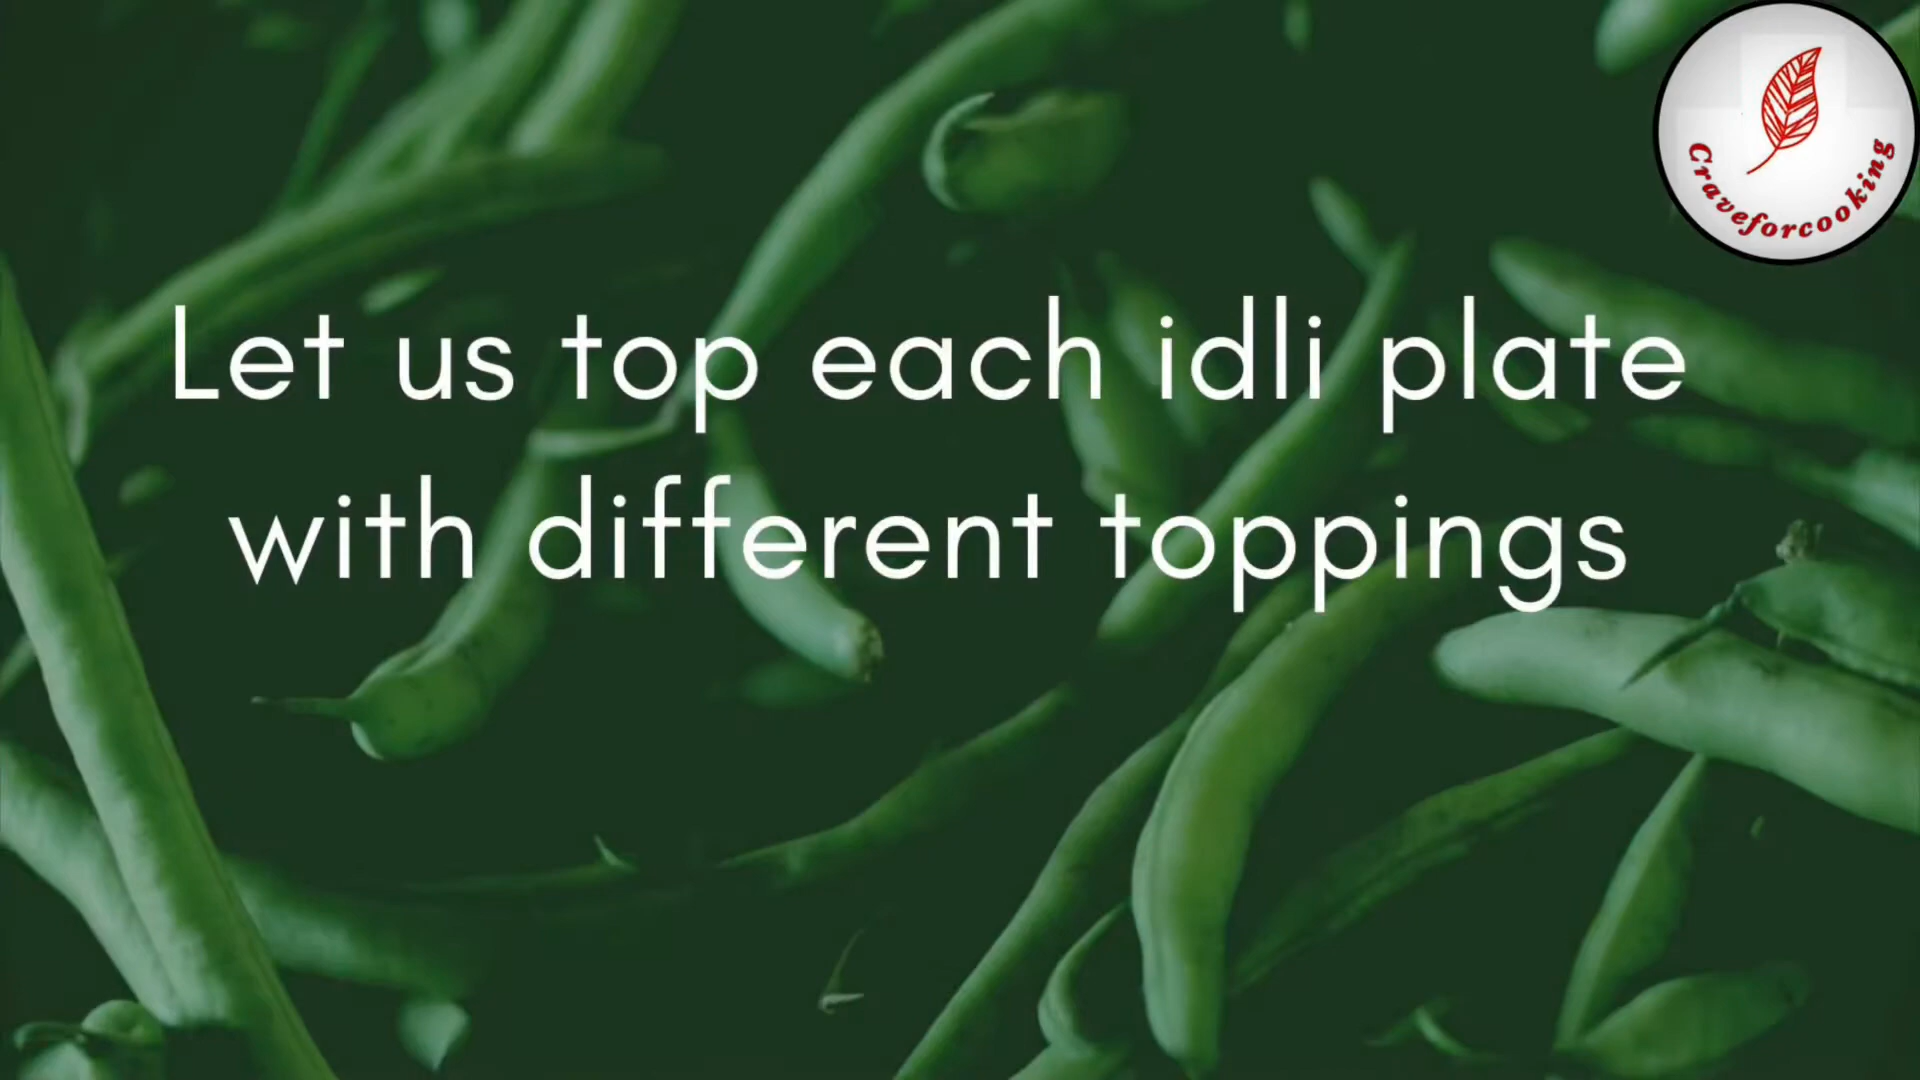 Craveforcooking
Let us top each idli plate
with different toppings